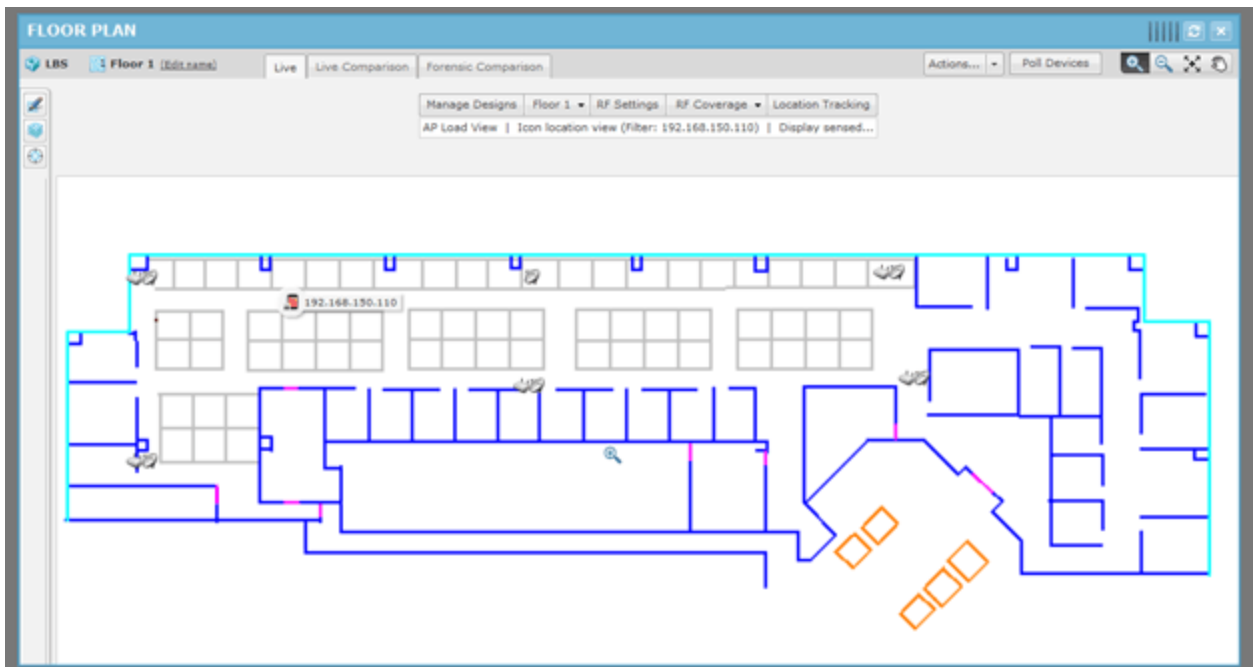 FLOOR PLAN
LBS Floor 1 [Edit name] Live Live Comparison Forensic Comparison Actions... Poll Devices
Manage Designs Floor 1 RF Settings RF Coverage Location Tracking
AP Load View | Icon location view (Filter: 192.168.150.110) | Display sensed...
192.168.150.110